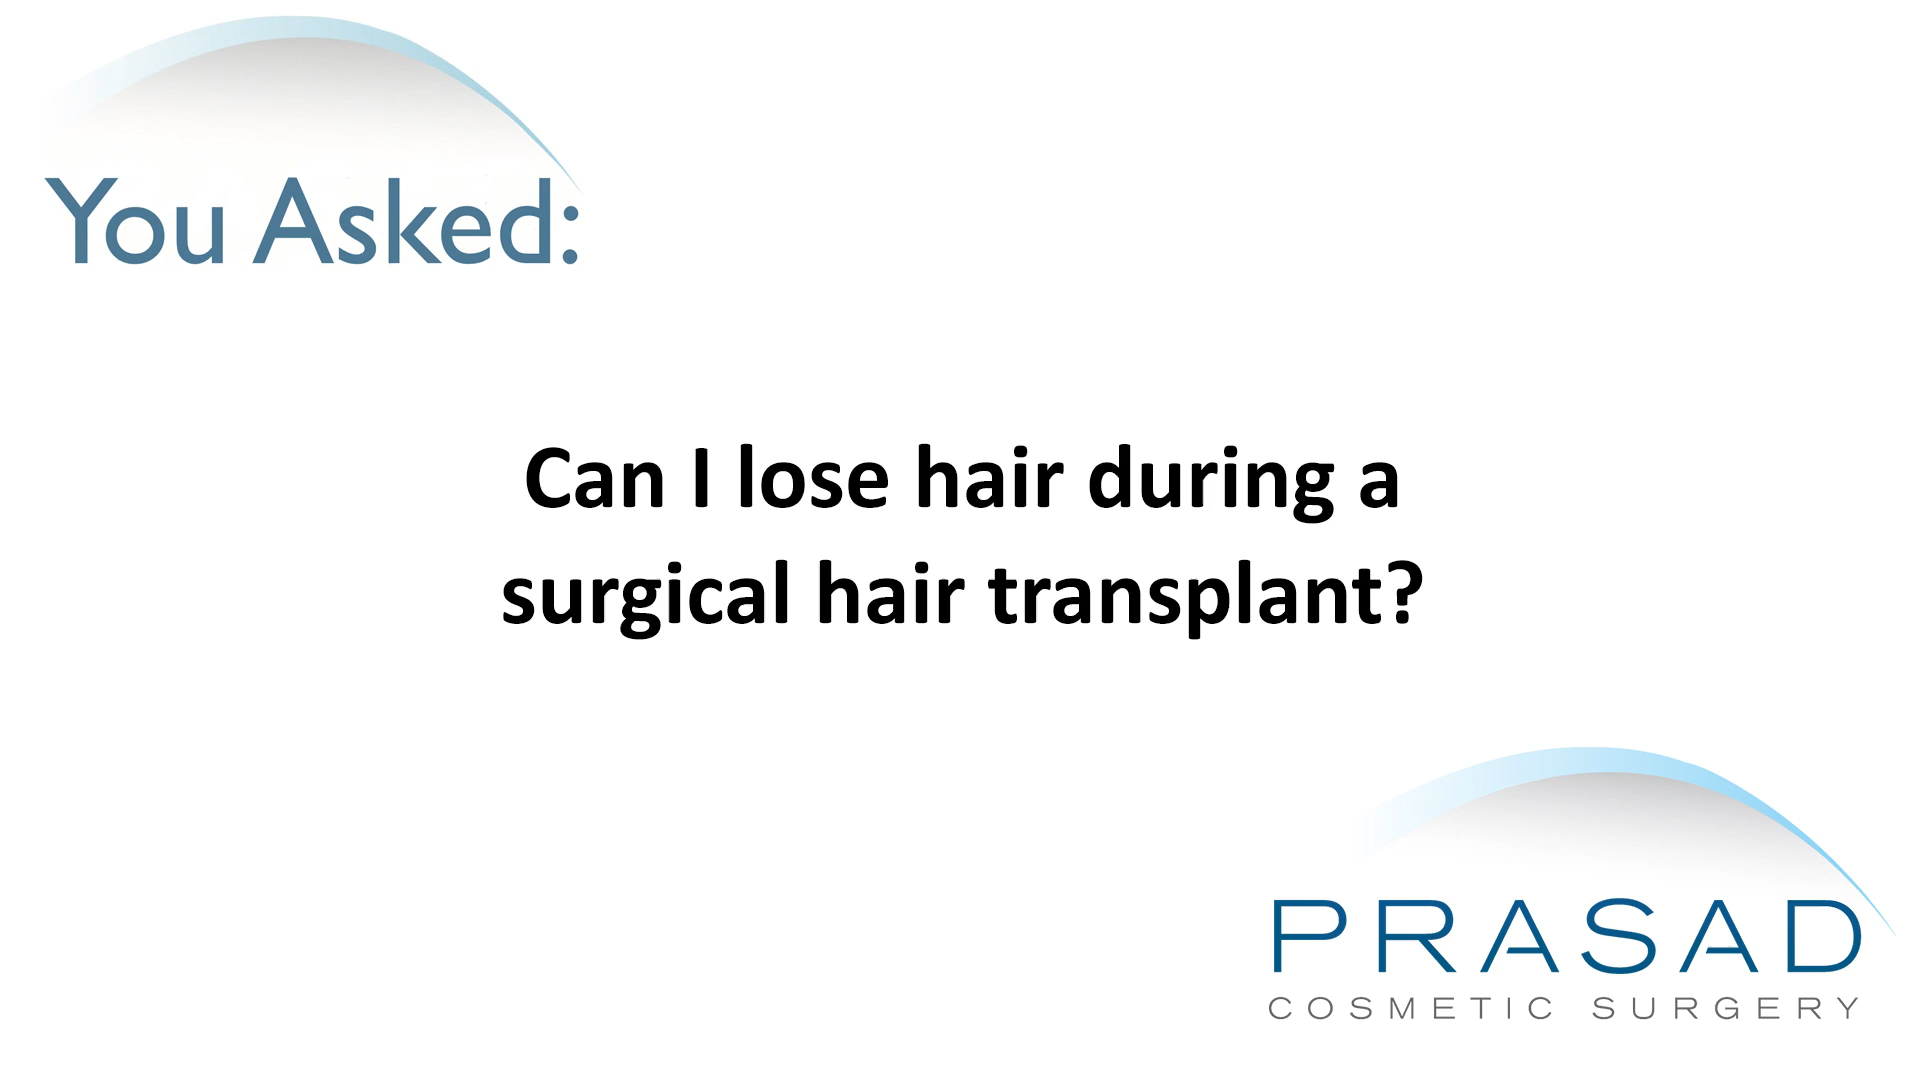 You Asked:
Can I lose hair during a
surgical hair transplant?
PRASAD
COSMETIC SURGERY